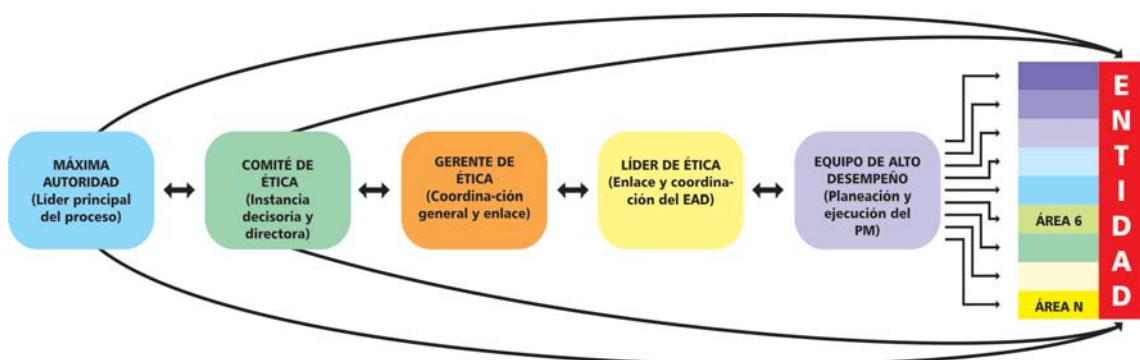 MÁXIMA
AUTORIDAD
(Líder principal
del proceso)
COMITÉ DE
ÉTICA
(Instancia
decisoria y
directora)
GERENTE DE
ÉTICA
(Coordina-ción
general y enlace)
LÍDER DE ÉTICA
(Enlace y coordina-
ción del EAD)
EQUIPO DE ALTO
DESEMPEÑO
(Planeación y
ejecución del
PM)
ÁREA 6
ÁREA N
ENTIDAD